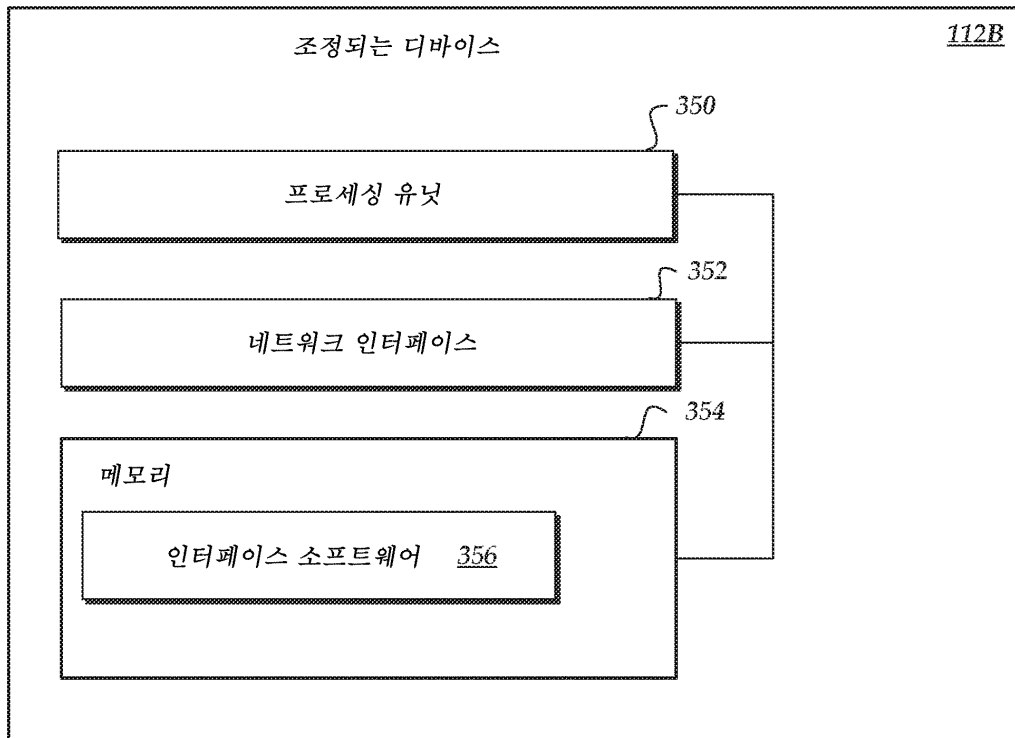 조정되는 디바이스
112B
350
프로세싱 유닛
352
네트워크 인터페이스
354
메모리
인터페이스 소프트웨어 356